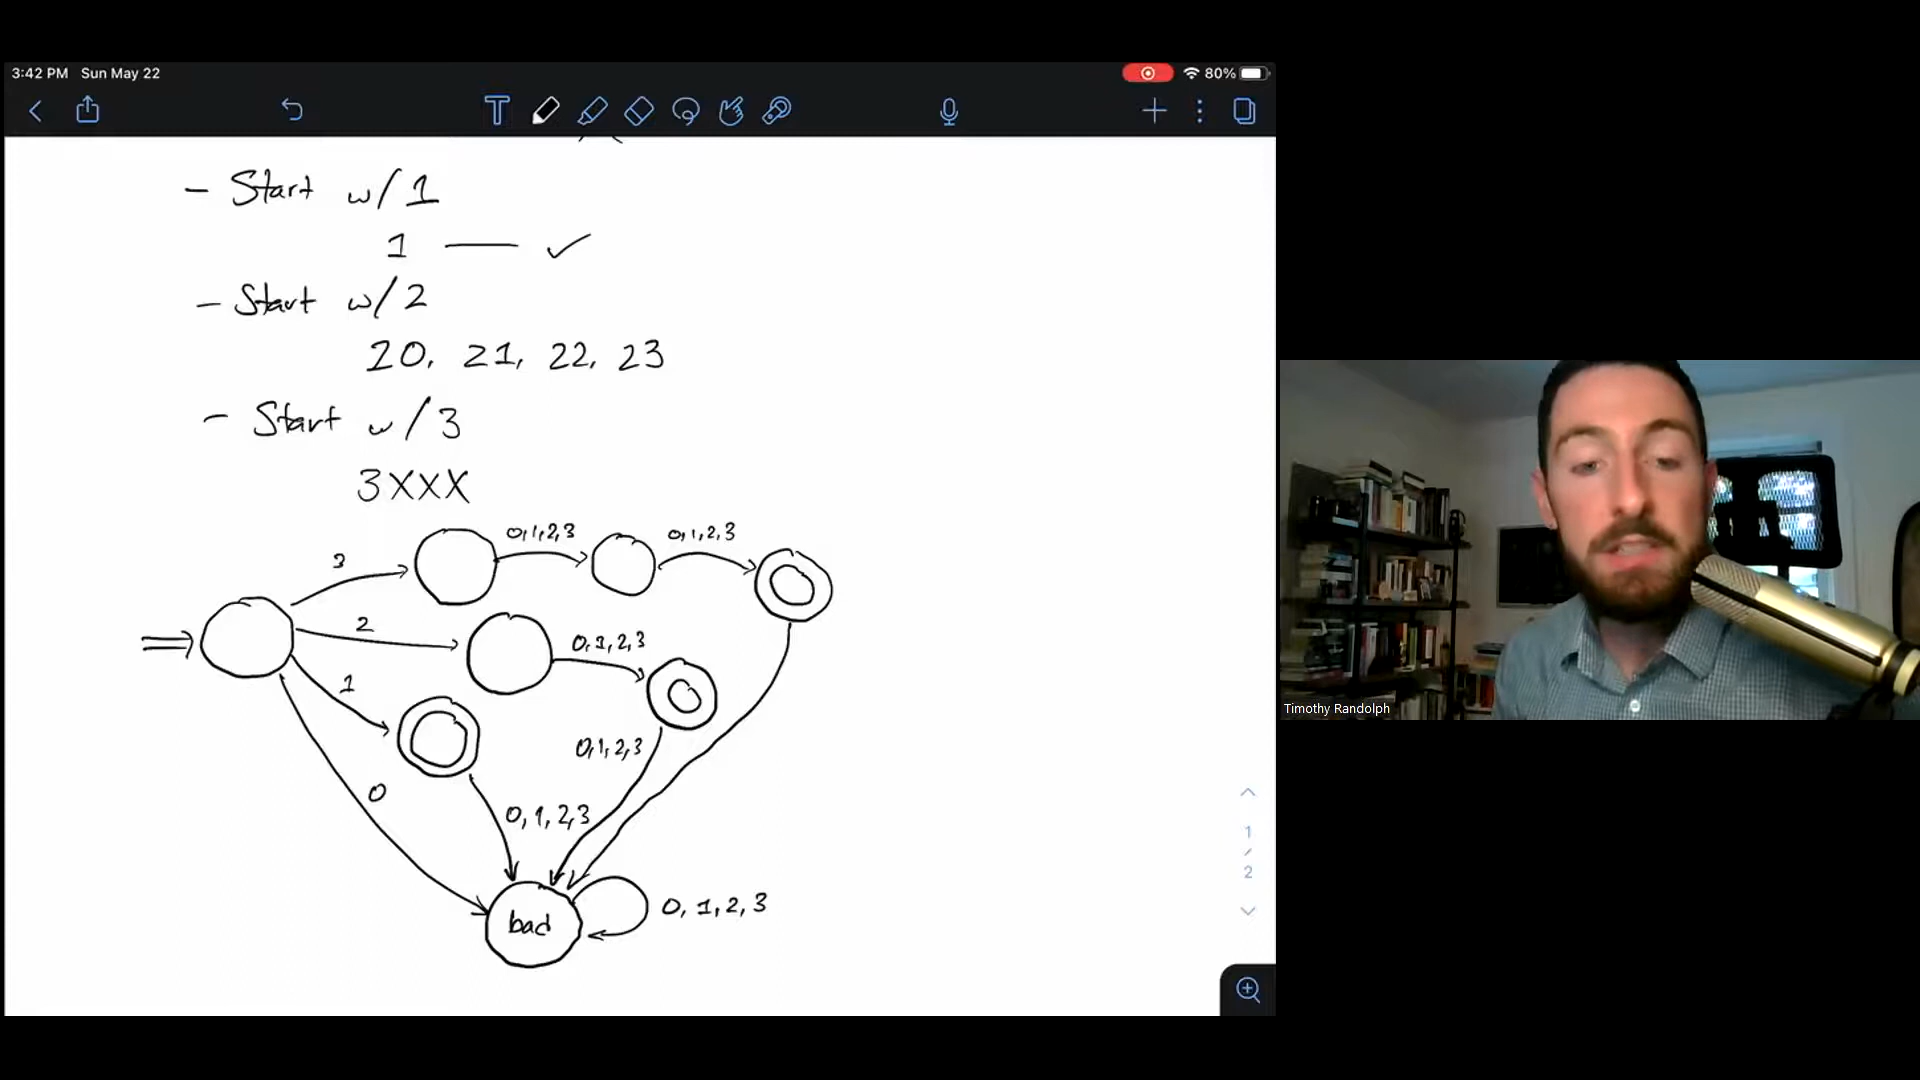 3:42 PM Sun May 22
80%
- Start w/ 1
1 —— ✓
- Start w/ 2
20, 21, 22, 23
- Start w/ 3
3XXX
3
0,1,2,3
0,1,2,3
2
0,1,2,3
1
0,1,2,3
0
0,1,2,3
bad
0, 1, 2, 3
1
/
2
Timothy Randolph